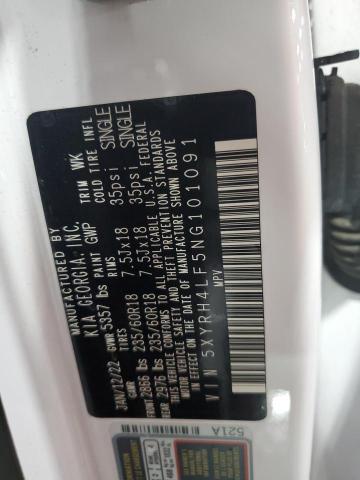 MANUFACTURED BY
KIA GEORGIA, INC.
JAN/12/22 GVWR 5357 lbs PAINT GWP TRIM WK
GAWR TIRES RIMS COLD TIRE INFL
FRT 2866 lbs 235/60R18 7.5Jx18 35psi SINGLE
RR 2976 lbs 235/60R18 7.5Jx18 35psi SINGLE
THIS VEHICLE CONFORMS TO ALL APPLICABLE U.S.A. FEDERAL
MOTOR VEHICLE SAFETY AND THEFT PREVENTION STANDARDS
IN EFFECT ON THE DATE OF MANUFACTURE SHOWN ABOVE
VIN 5XYRH4LF5NG101091
MPV
521A